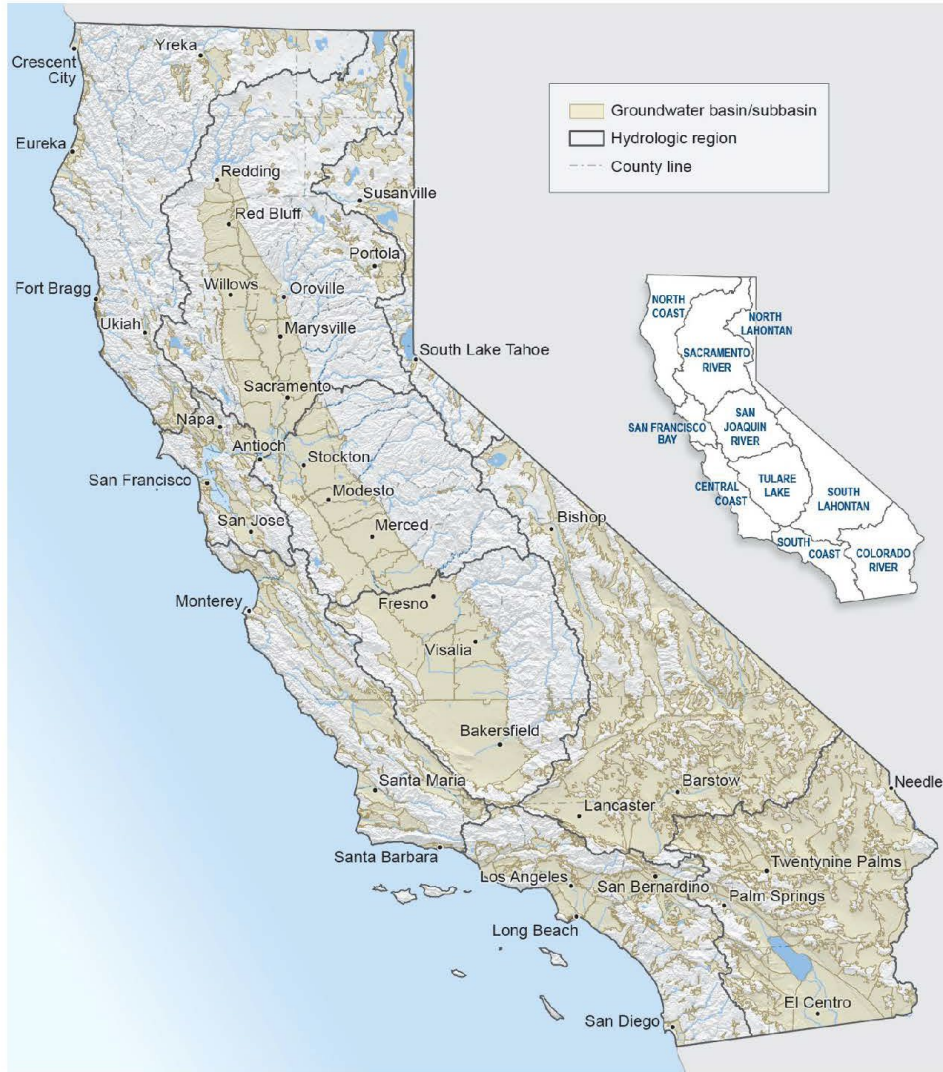 Yreka
Crescent
City
Eureka
Redding
Susanville
Red Bluff
Portola
Willows
Oroville
Fort Bragg
Ukiah
Marysville
South Lake Tahoe
Sacramento
Napa
Antioch
Stockton
San Francisco
Modesto
San Jose
Merced
Bishop
Monterey
Fresno
Visalia
Bakersfield
Santa Maria
Barstow
Needle
Lancaster
Santa Barbara
Twentynine Palms
Los Angeles
San Bernardino
Palm Springs
Long Beach
El Centro
San Diego
Groundwater basin/subbasin
Hydrologic region
County line
NORTH
COAST
NORTH
LAHONTAN
SACRAMENTO
RIVER
SAN FRANCISCO
BAY
SAN
JOAQUIN
RIVER
CENTRAL
COAST
TULARE
LAKE
SOUTH
LAHONTAN
SOUTH
COAST
COLORADO
RIVER